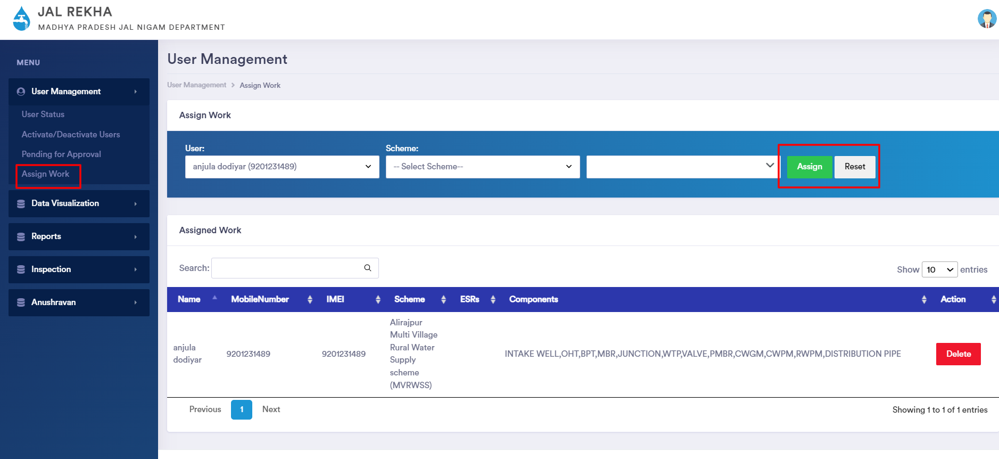 JAL REKHA
MADHYA PRADESH JAL NIGAM DEPARTMENT
MENU
User Management
User Status
Activate/Deactivate Users
Pending for Approval
Assign Work
Data Visualization
Reports
Inspection
Anushravan
User Management
User Management > Assign Work
Assign Work
User: Scheme:
anjula dodiyar (9201231489) -- Select Scheme-- Assign Reset
Assigned Work
Search: Show 10 entries
Name MobileNumber IMEI Scheme ESRs Components Action
anjula
dodiyar
9201231489
9201231489
Alirajpur
Multi Village
Rural Water
Supply
scheme
(MVRWSS)
INTAKE WELL,OHT,BPT,MBR,JUNCTION,WTP,VALVE,PMBR,CWGM,CWPM,RWPM,DISTRIBUTION PIPE
Delete
Previous 1 Next Showing 1 to 1 of 1 entries